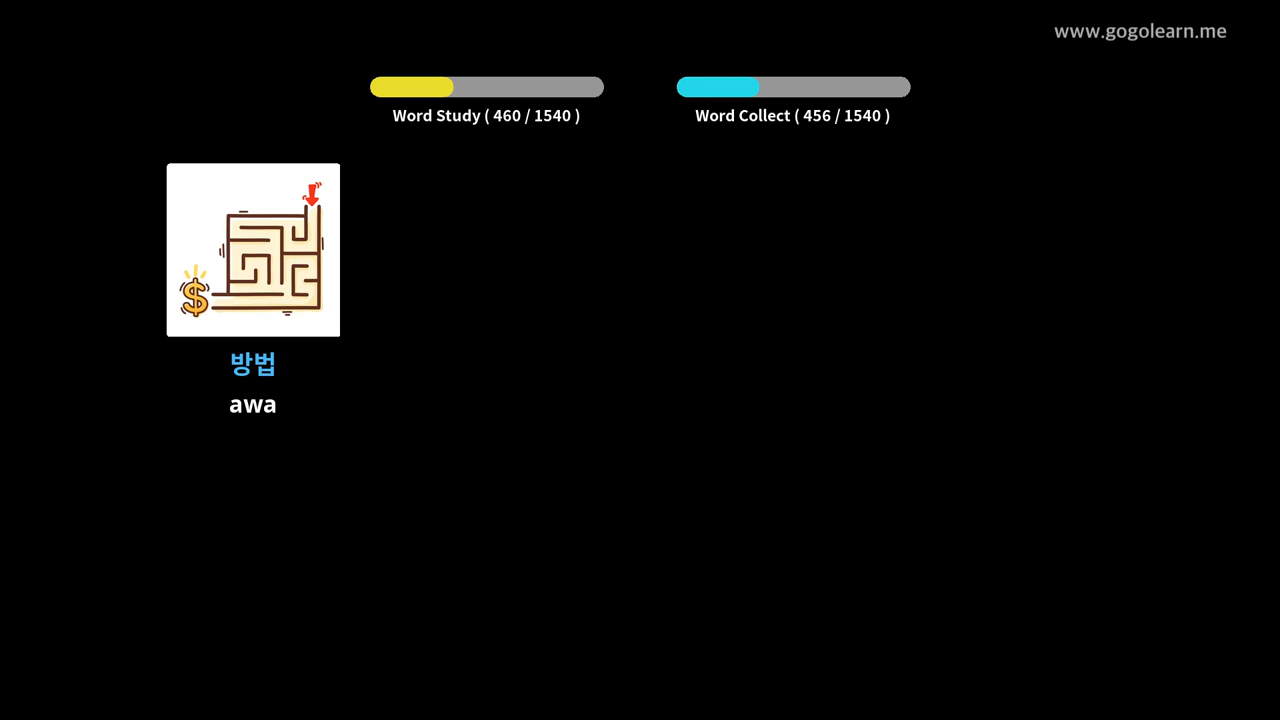 www.gogolearn.me
Word Study ( 460 / 1540 )
Word Collect ( 456 / 1540 )
$
방법
awa